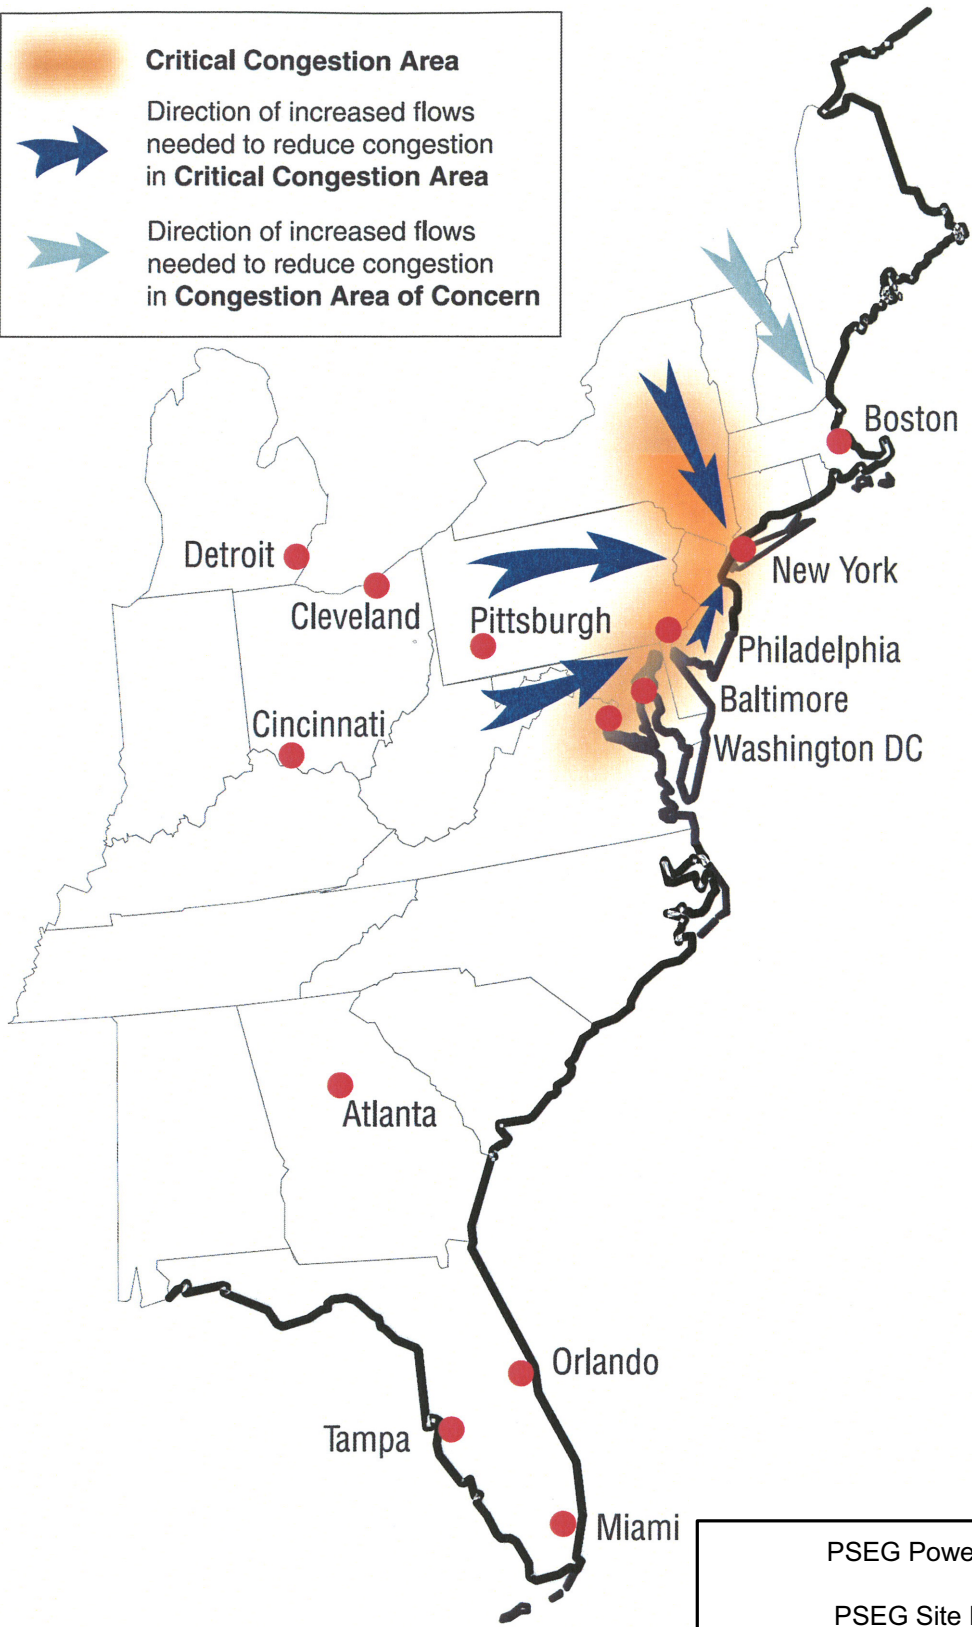 Critical Congestion Area
Direction of increased flows
needed to reduce congestion
in Critical Congestion Area
Direction of increased flows
needed to reduce congestion
in Congestion Area of Concern
Boston
Detroit
New York
Cleveland
Pittsburgh
Philadelphia
Baltimore
Cincinnati
Washington DC
Atlanta
Orlando
Tampa
Miami
PSEG Powe
PSEG Site